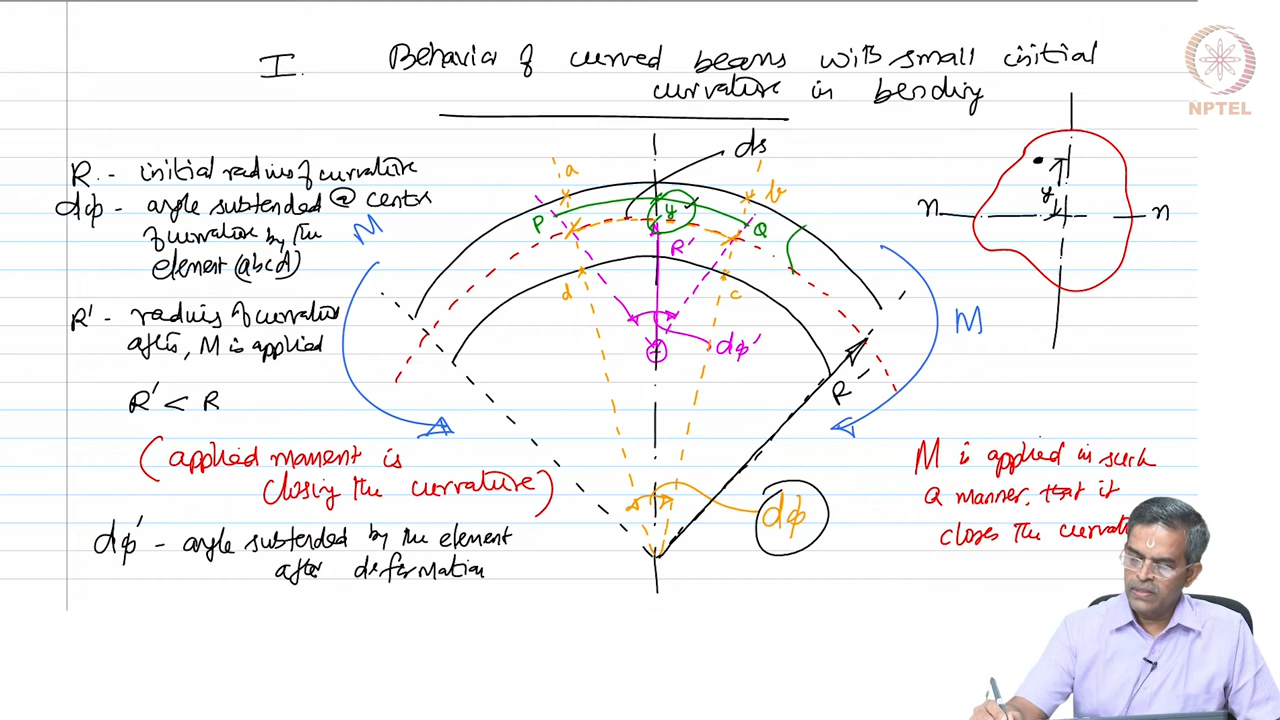 I. Behavior of curved beams with small initial
curvature in bending
NPTEL
R - initial radius of curvature
dφ - angle subtended @ center
of curvature by the
element (abcd)
R' - radius of curvature
after, M is applied
R' < R
(applied moment is
closing the curvature)
dφ' - angle subtended by the element
after deformation
M
a
ds
b
P
y
Q
R'
d
c
dφ'
M
R
dφ
y
n
n
M is applied in such
a manner, that it
closes the